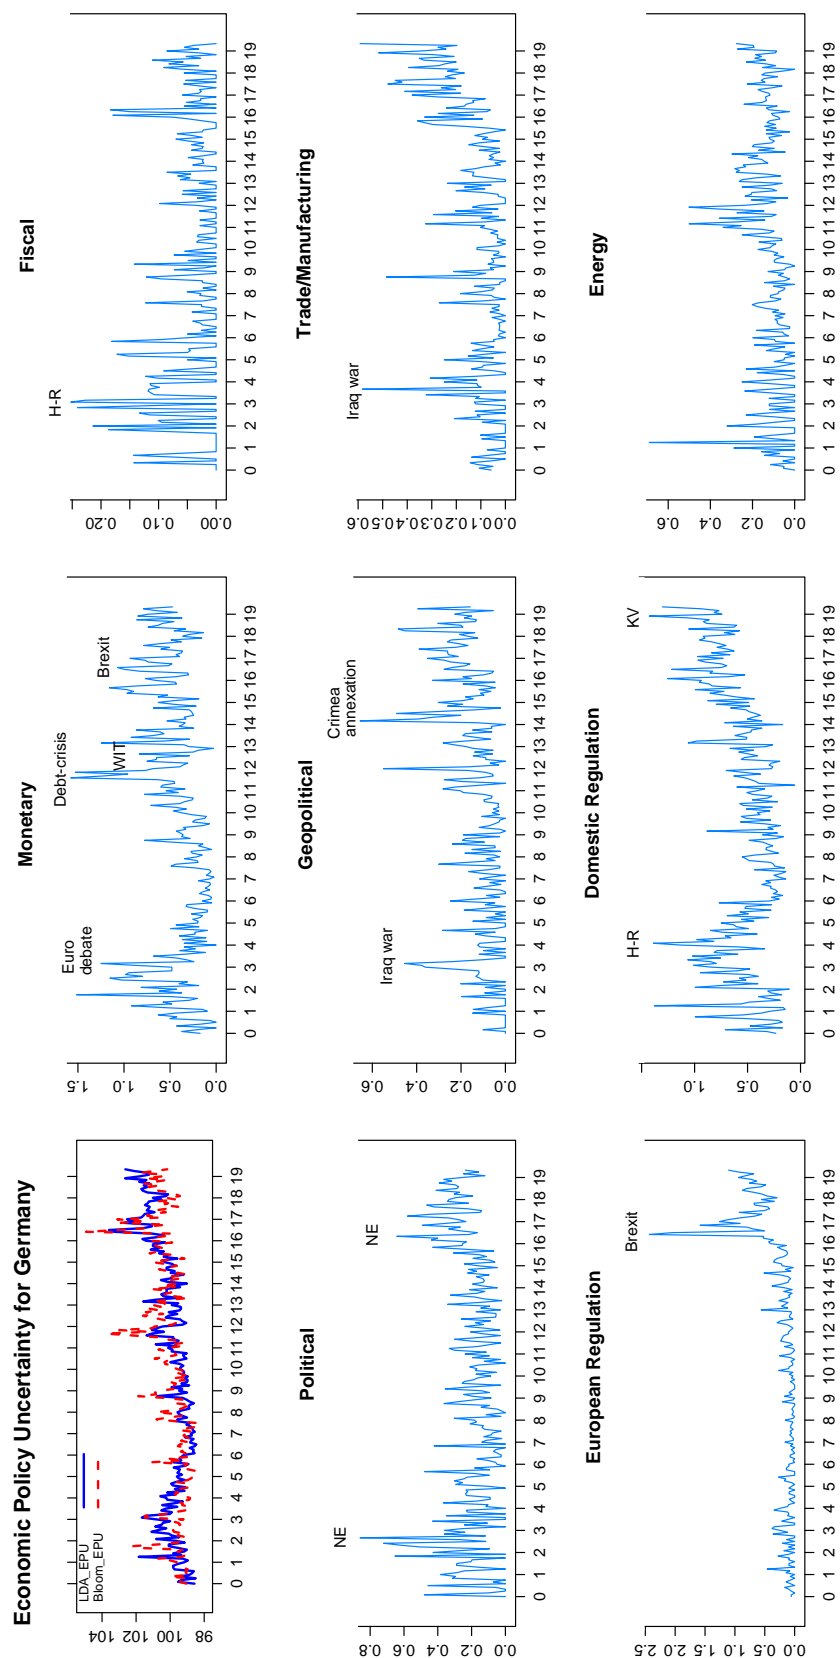 Economic Policy Uncertainty for Germany
LDA_EPU
Bloom_EPU
104
102
100
98
0 1 2 3 4 5 6 7 8 9 10 11 12 13 14 15 16 17 18 19
Monetary
Euro
debate
Debt-crisis
WIT
Brexit
1.5
1.0
0.5
0.0
0 1 2 3 4 5 6 7 8 9 10 11 12 13 14 15 16 17 18 19
Fiscal
H-R
0.20
0.10
0.00
0 1 2 3 4 5 6 7 8 9 10 11 12 13 14 15 16 17 18 19
Political
NE
NE
0.8
0.6
0.4
0.2
0.0
0 1 2 3 4 5 6 7 8 9 10 11 12 13 14 15 16 17 18 19
Geopolitical
Iraq war
Crimea
annexation
0.6
0.4
0.2
0.0
0 1 2 3 4 5 6 7 8 9 10 11 12 13 14 15 16 17 18 19
Trade/Manufacturing
Iraq war
0.6
0.5
0.4
0.3
0.2
0.1
0.0
0 1 2 3 4 5 6 7 8 9 10 11 12 13 14 15 16 17 18 19
European Regulation
Brexit
2.5
2.0
1.5
1.0
0.5
0.0
0 1 2 3 4 5 6 7 8 9 10 11 12 13 14 15 16 17 18 19
Domestic Regulation
H-R
KV
1.0
0.5
0.0
0 1 2 3 4 5 6 7 8 9 10 11 12 13 14 15 16 17 18 19
Energy
0.6
0.4
0.2
0.0
0 1 2 3 4 5 6 7 8 9 10 11 12 13 14 15 16 17 18 19